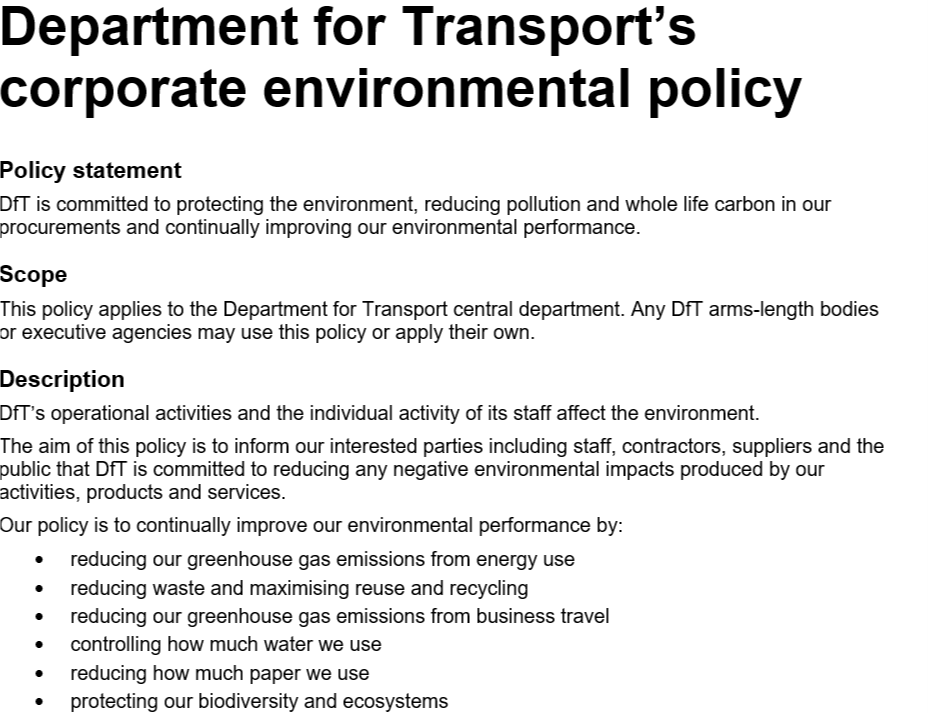 Department for Transport’s
corporate environmental policy
Policy statement
DfT is committed to protecting the environment, reducing pollution and whole life carbon in our
procurements and continually improving our environmental performance.
Scope
This policy applies to the Department for Transport central department. Any DfT arms-length bodies
or executive agencies may use this policy or apply their own.
Description
DfT’s operational activities and the individual activity of its staff affect the environment.
The aim of this policy is to inform our interested parties including staff, contractors, suppliers and the
public that DfT is committed to reducing any negative environmental impacts produced by our
activities, products and services.
Our policy is to continually improve our environmental performance by:
• reducing our greenhouse gas emissions from energy use
• reducing waste and maximising reuse and recycling
• reducing our greenhouse gas emissions from business travel
• controlling how much water we use
• reducing how much paper we use
• protecting our biodiversity and ecosystems